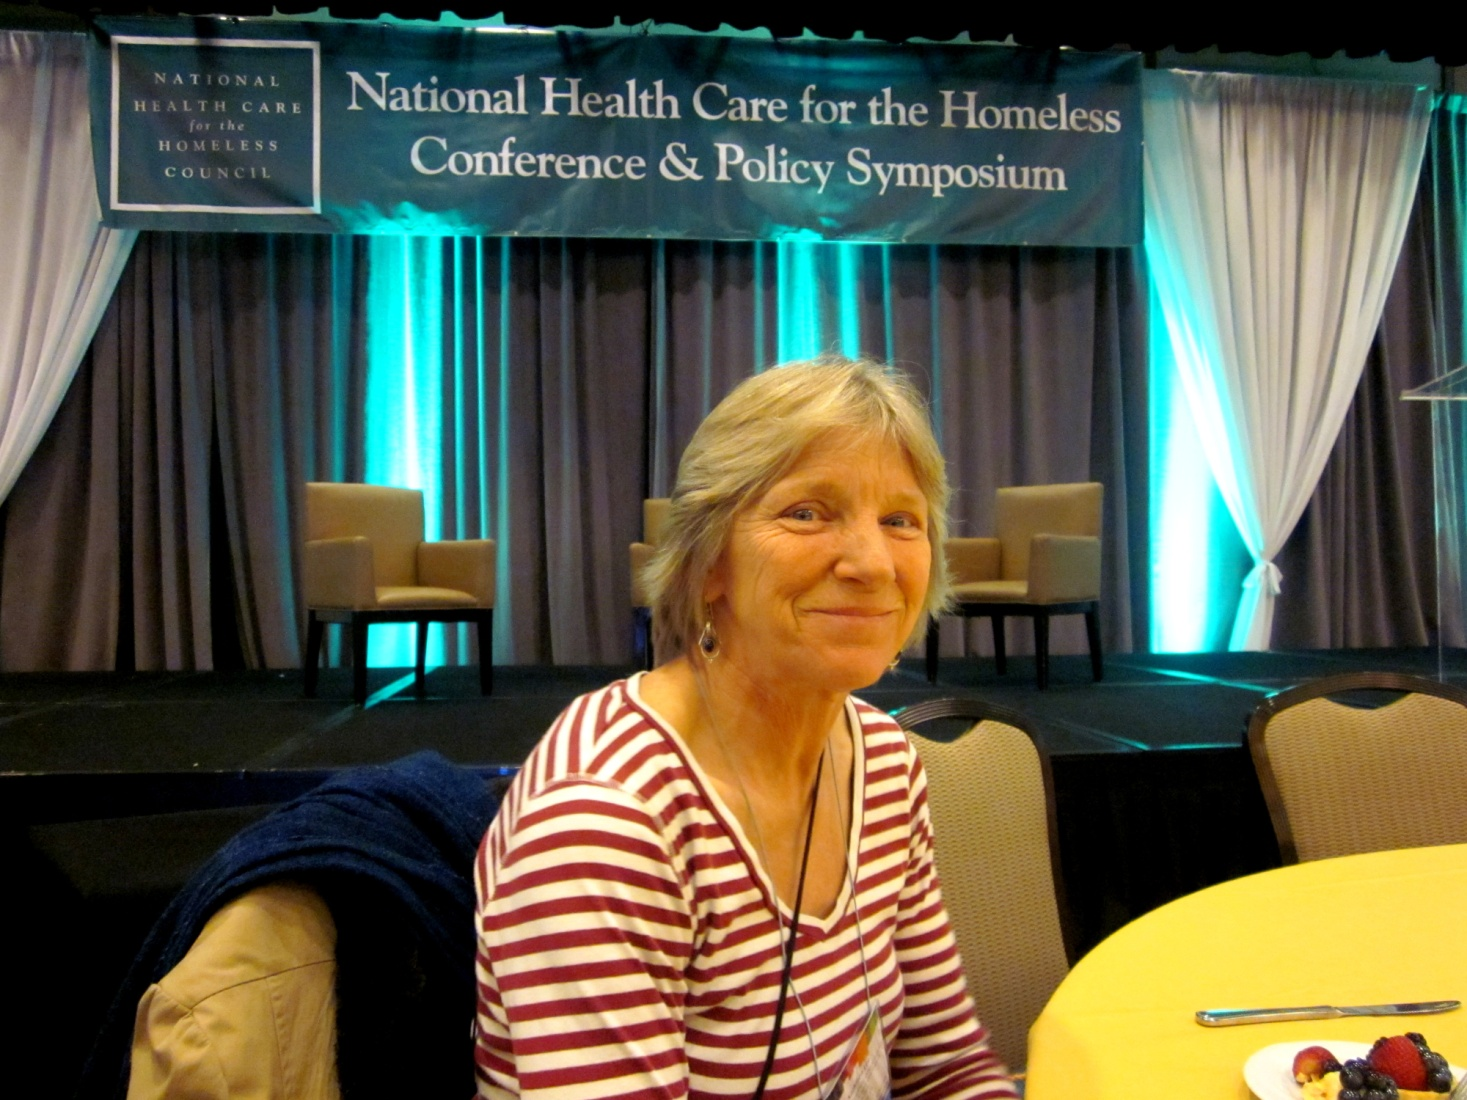 NATIONAL
HEALTH CARE
for the
HOMELESS
COUNCIL
National Health Care for the Homeless
Conference & Policy Symposium